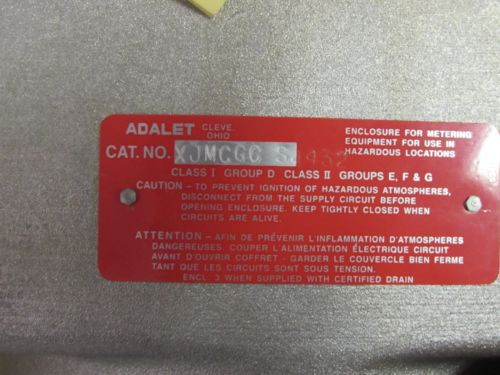 ADALET CLEVE. OHIO
ENCLOSURE FOR METERING
EQUIPMENT FOR USE IN
HAZARDOUS LOCATIONS
CAT. NO. XJMCGC
CLASS I GROUP D CLASS II GROUPS E, F & G
CAUTION – TO PREVENT IGNITION OF HAZARDOUS ATMOSPHERES,
DISCONNECT FROM THE SUPPLY CIRCUIT BEFORE
OPENING ENCLOSURE. KEEP TIGHTLY CLOSED WHEN
CIRCUITS ARE ALIVE.
ATTENTION – AFIN DE PRÉVENIR L'INFLAMMATION D'ATMOSPHERES
DANGEREUSES. COUPER L'ALIMENTATION ÉLECTRIQUE CIRCUIT
AVANT D'OUVRIR COFFRET - GARDER LE COUVERCLE BIEN FERME
TANT QUE LES CIRCUITS SONT SOUS TENSION.
ENCL. 3 WHEN SUPPLIED WITH CERTIFIED DRAIN